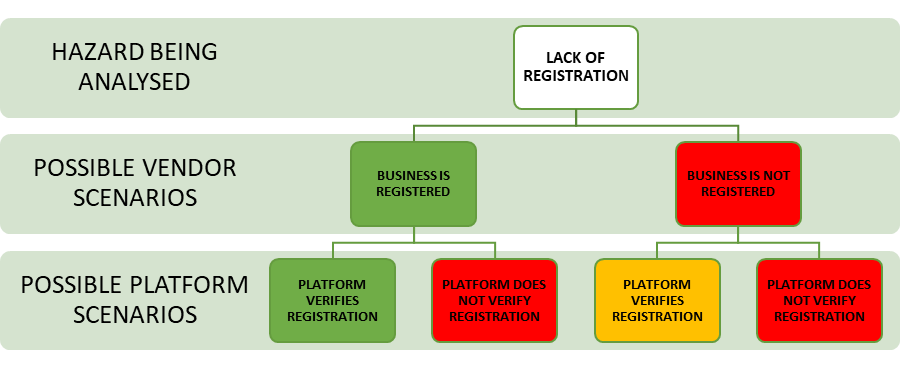 HAZARD BEING
ANALYSED
LACK OF
REGISTRATION
POSSIBLE VENDOR
SCENARIOS
BUSINESS IS
REGISTERED
BUSINESS IS NOT
REGISTERED
POSSIBLE PLATFORM
SCENARIOS
PLATFORM
VERIFIES
REGISTRATION
PLATFORM DOES
NOT VERIFY
REGISTRATION
PLATFORM
VERIFIES
REGISTRATION
PLATFORM DOES
NOT VERIFY
REGISTRATION